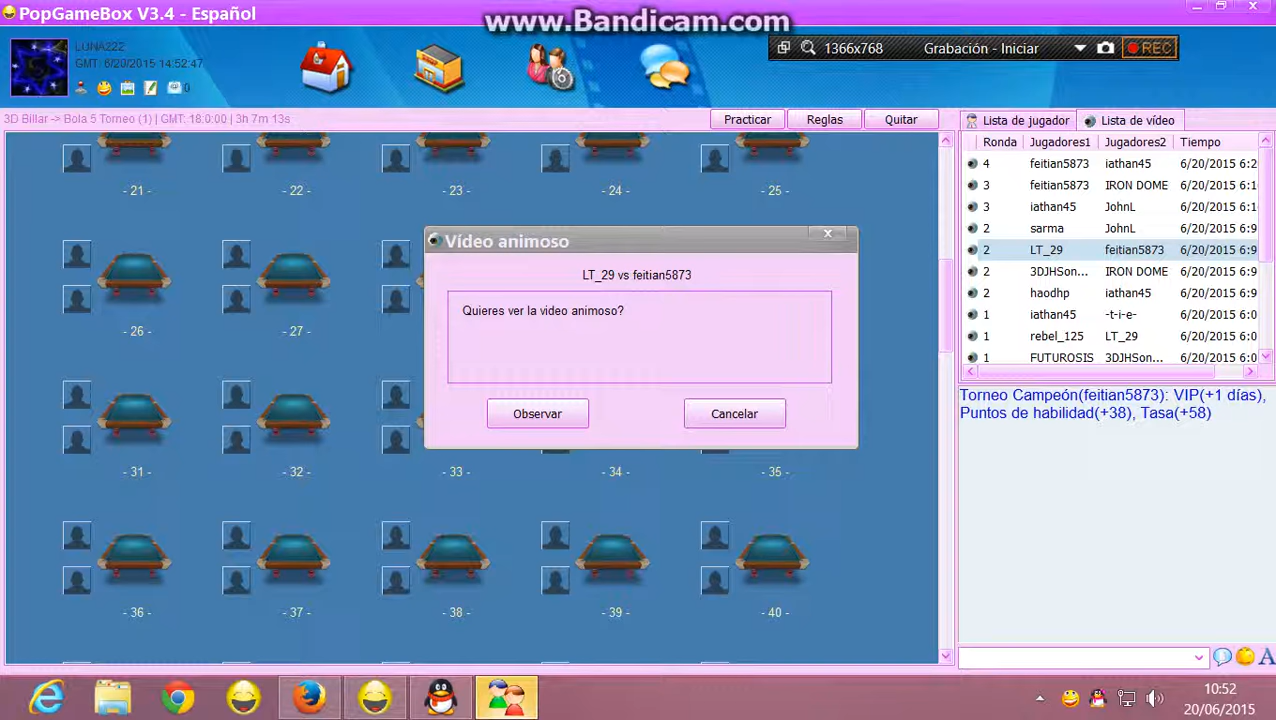 PopGameBox V3.4 - Español
www.Bandicam.com
LUNA222
GMT: 6/20/2015 14:52:47
0
1366x768
Grabación - Iniciar
REC
3D Billar -> Bola 5 Torneo (1) | GMT: 18:0:00 | 3h 7m 13s
Practicar
Reglas
Quitar
Lista de jugador
Lista de vídeo
Ronda Jugadores1 Jugadores2 Tiempo
4 feitian5873 iathan45 6/20/2015 6:2
3 feitian5873 IRON DOME 6/20/2015 6:1
3 iathan45 JohnL 6/20/2015 6:1
2 sarma JohnL 6/20/2015 6:9
2 LT_29 feitian5873 6/20/2015 6:9
2 3DJHSon... IRON DOME 6/20/2015 6:9
2 haodhp iathan45 6/20/2015 6:9
1 iathan45 -t-i-e- 6/20/2015 6:0
1 rebel_125 LT_29 6/20/2015 6:0
1 FUTUROSIS 3DJHSon... 6/20/2015 6:0
Torneo Campeón(feitian5873): VIP(+1 días),
Puntos de habilidad(+38), Tasa(+58)
- 21 - - 22 - - 23 - - 24 - - 25 -
Vídeo animoso
LT_29 vs feitian5873
Quieres ver la video animoso?
Observar
Cancelar
- 26 - - 27 -
- 31 - - 32 - - 33 - - 34 - - 35 -
- 36 - - 37 - - 38 - - 39 - - 40 -
10:52
20/06/2015